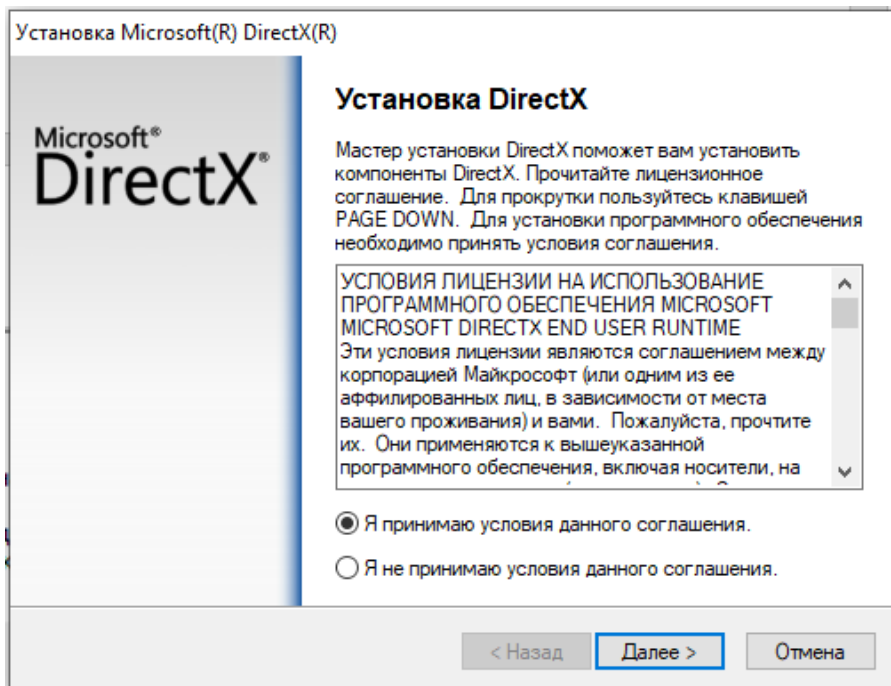 Установка Microsoft(R) DirectX(R)
Microsoft®
DirectX®
Установка DirectX
Мастер установки DirectX поможет вам установить
компоненты DirectX. Прочитайте лицензионное
соглашение. Для прокрутки пользуйтесь клавишей
PAGE DOWN. Для установки программного обеспечения
необходимо принять условия соглашения.
УСЛОВИЯ ЛИЦЕНЗИИ НА ИСПОЛЬЗОВАНИЕ
ПРОГРАММНОГО ОБЕСПЕЧЕНИЯ MICROSOFT
MICROSOFT DIRECTX END USER RUNTIME
Эти условия лицензии являются соглашением между
корпорацией Майкрософт (или одним из ее
аффилированных лиц, в зависимости от места
вашего проживания) и вами. Пожалуйста, прочтите
их. Они применяются к вышеуказанной
программного обеспечения, включая носители, на
Я принимаю условия данного соглашения.
Я не принимаю условия данного соглашения.
< Назад
Далее >
Отмена